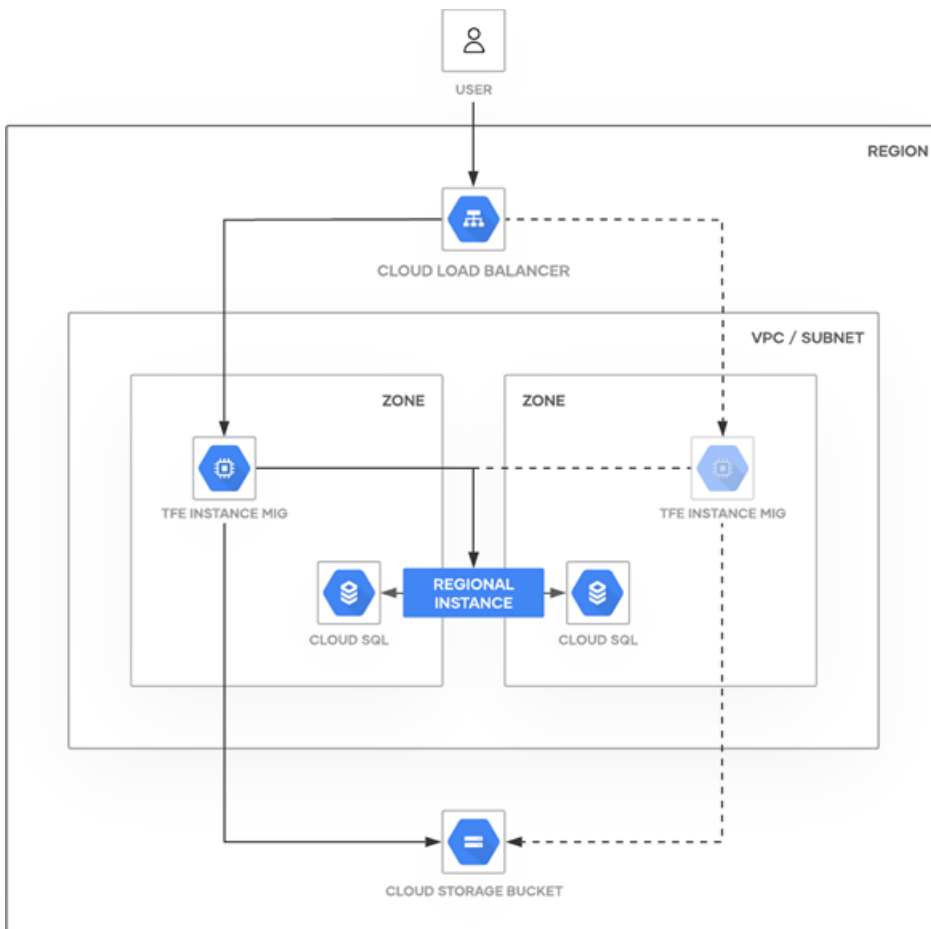 USER
REGION
CLOUD LOAD BALANCER
VPC / SUBNET
ZONE
ZONE
TFE INSTANCE MIG
TFE INSTANCE MIG
REGIONAL
INSTANCE
CLOUD SQL
CLOUD SQL
CLOUD STORAGE BUCKET